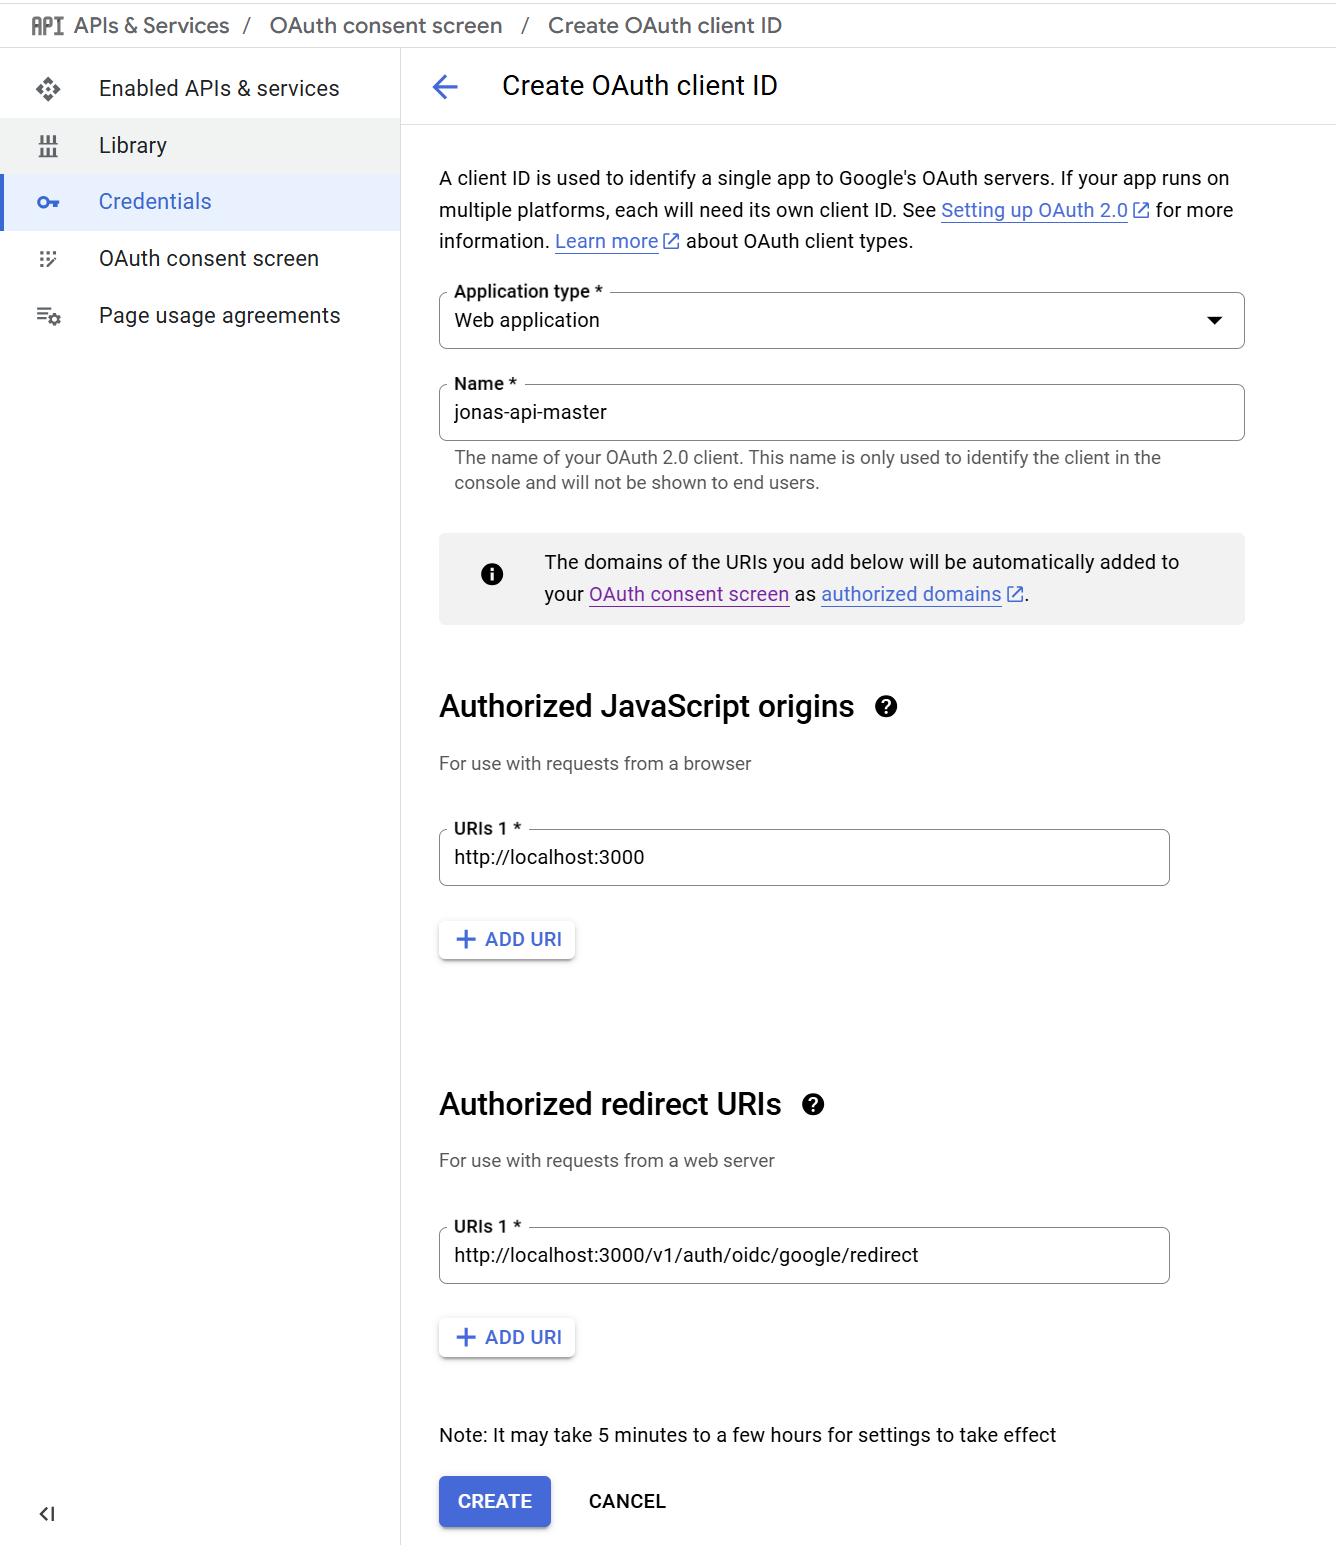 API APIs & Services / OAuth consent screen / Create OAuth client ID
Enabled APIs & services
Library
Credentials
OAuth consent screen
Page usage agreements
Create OAuth client ID
A client ID is used to identify a single app to Google's OAuth servers. If your app runs on
multiple platforms, each will need its own client ID. See Setting up OAuth 2.0 for more
information. Learn more about OAuth client types.
Application type *
Web application
Name *
jonas-api-master
The name of your OAuth 2.0 client. This name is only used to identify the client in the
console and will not be shown to end users.
The domains of the URIs you add below will be automatically added to
your OAuth consent screen as authorized domains.
Authorized JavaScript origins
For use with requests from a browser
URIs 1 *
http://localhost:3000
+ ADD URI
Authorized redirect URIs
For use with requests from a web server
URIs 1 *
http://localhost:3000/v1/auth/oidc/google/redirect
+ ADD URI
Note: It may take 5 minutes to a few hours for settings to take effect
CREATE CANCEL